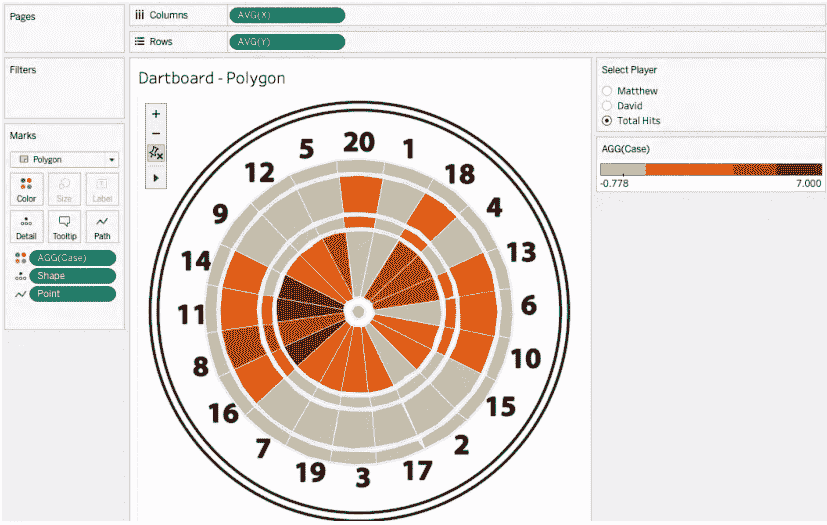 Pages
iii Columns
AVG(X)
Rows
AVG(Y)
Filters
Marks
Polygon
Color
Size
Label
Detail
Tooltip
Path
AGG(Case)
Shape
Point
Dartboard - Polygon
+
−
20
5
1
12
18
9
4
14
13
11
6
8
10
16
15
7
2
19
17
3
Select Player
Matthew
David
Total Hits
AGG(Case)
-0.778 7.000